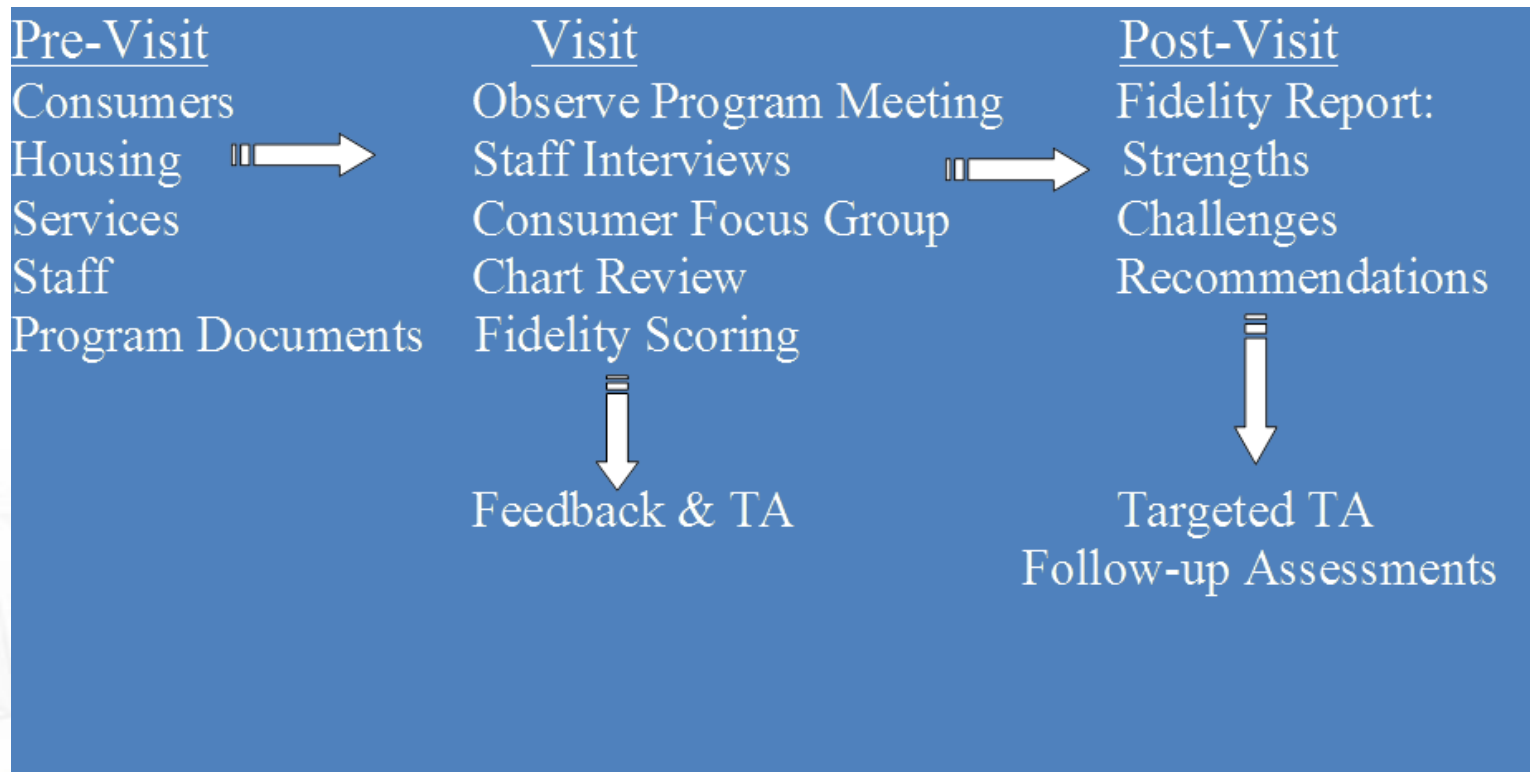 Pre-Visit
Consumers
Housing
Services
Staff
Program Documents
Visit
Observe Program Meeting
Staff Interviews
Consumer Focus Group
Chart Review
Fidelity Scoring
Feedback & TA
Post-Visit
Fidelity Report:
Strengths
Challenges
Recommendations
Targeted TA
Follow-up Assessments